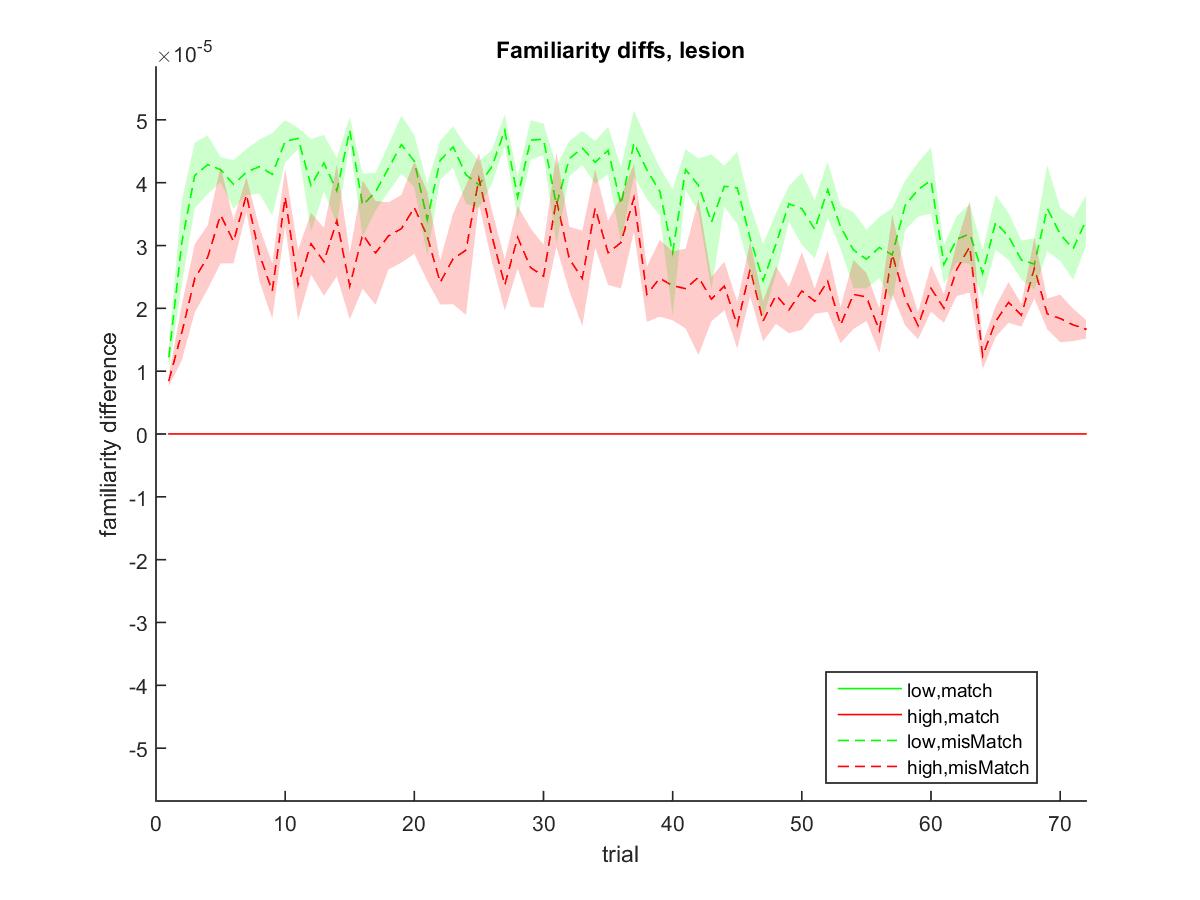 Familiarity diffs, lesion
×10-5
5
4
3
2
1
0
-1
-2
-3
-4
-5
familiarity difference
low,match
high,match
low,misMatch
high,misMatch
0 10 20 30 40 50 60 70
trial